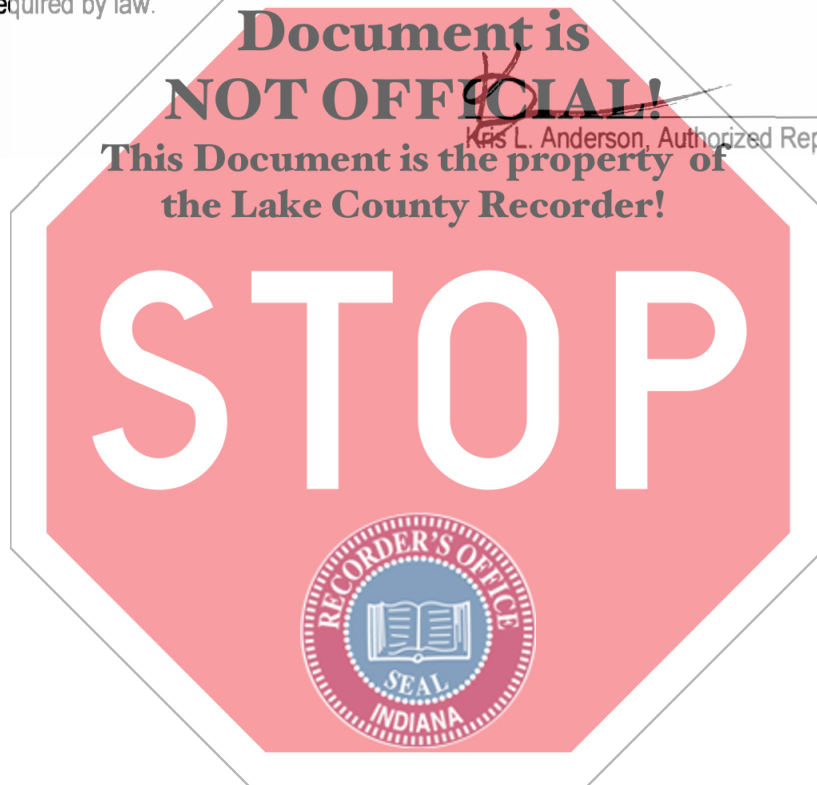 equired by law.
Document is
NOT OFFICIAL!
Kris L. Anderson, Authorized Rep
This Document is the property of
the Lake County Recorder!
STOP
RECORDER'S OFFICE
SEAL
INDIANA